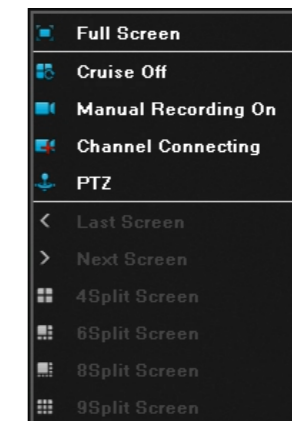 Full Screen
Cruise Off
Manual Recording On
Channel Connecting
PTZ
Last Screen
Next Screen
4Split Screen
6Split Screen
8Split Screen
9Split Screen